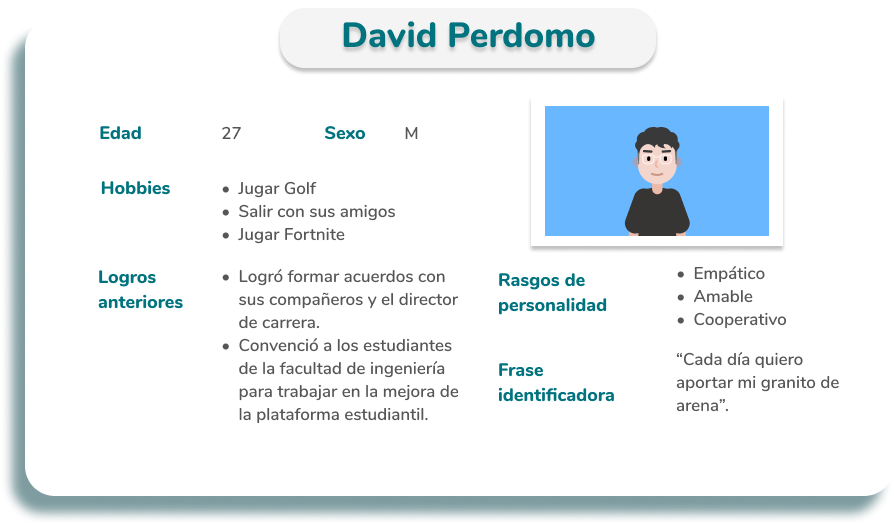 David Perdomo
Edad 27 Sexo M
Hobbies
• Jugar Golf
• Salir con sus amigos
• Jugar Fortnite
Logros
anteriores
• Logró formar acuerdos con
sus compañeros y el director
de carrera.
• Convenció a los estudiantes
de la facultad de ingeniería
para trabajar en la mejora de
la plataforma estudiantil.
Rasgos de
personalidad
• Empático
• Amable
• Cooperativo
Frase
identificadora
“Cada día quiero
aportar mi granito de
arena”.